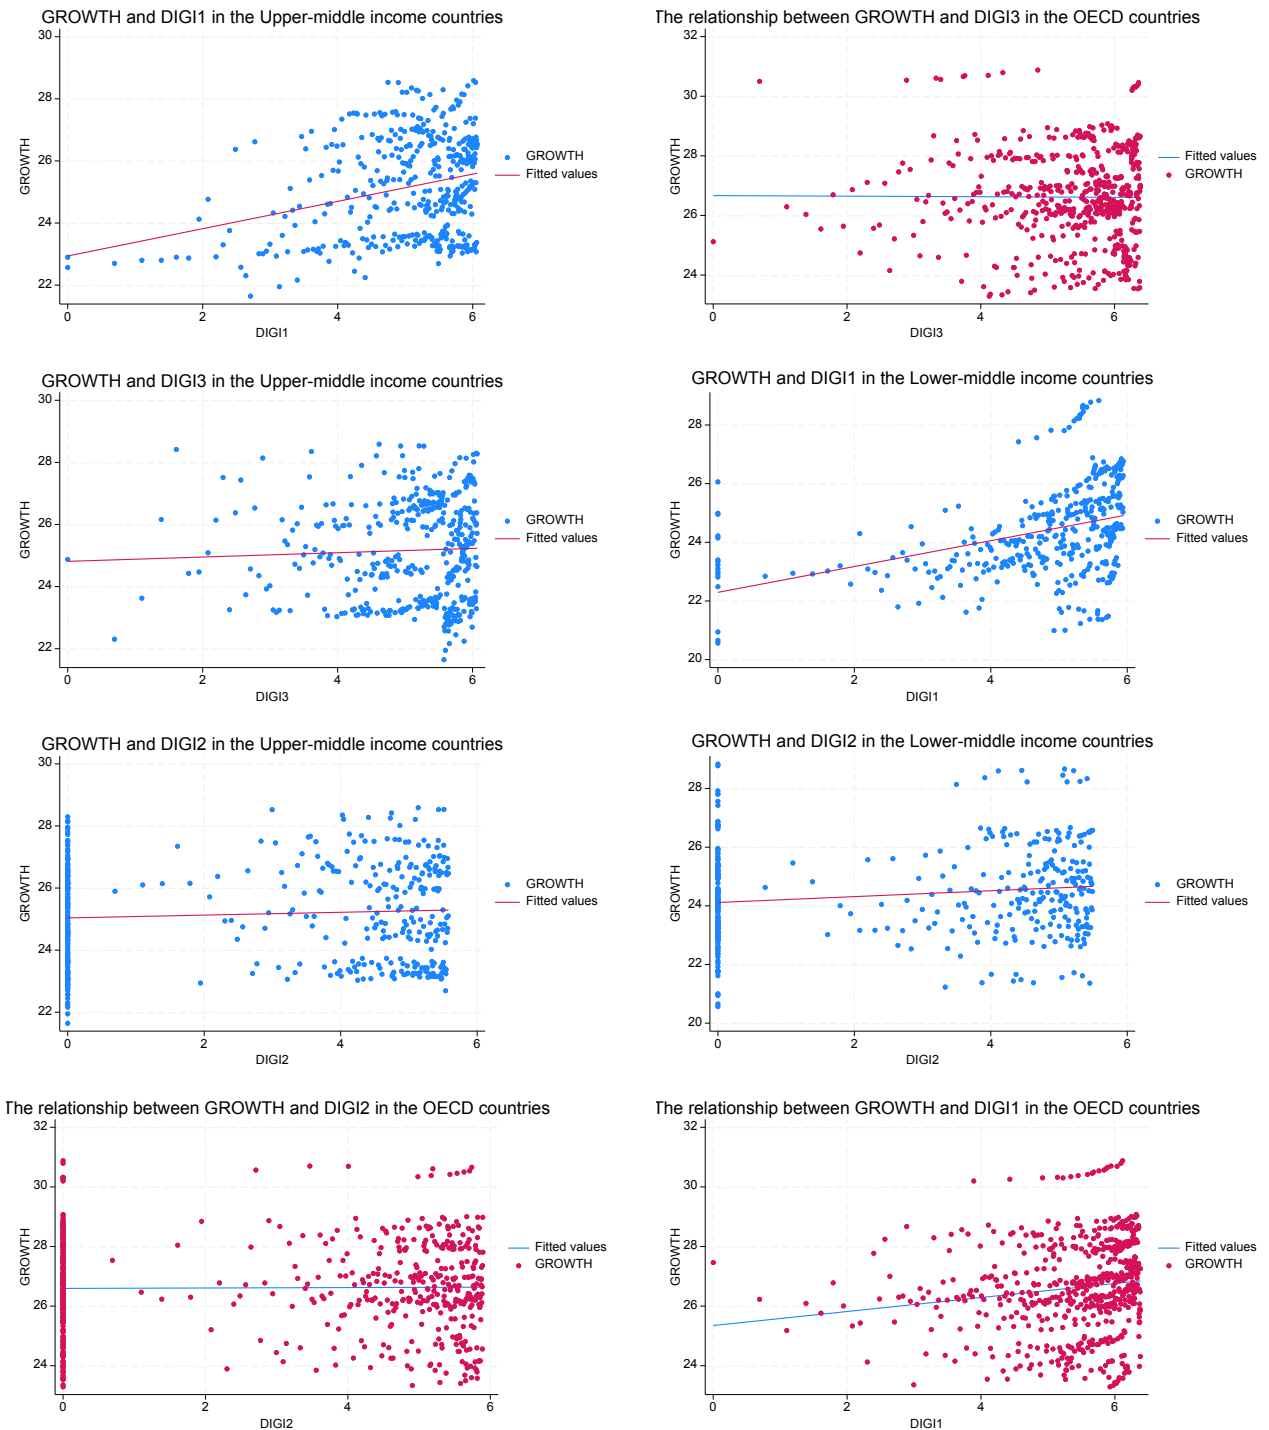 GROWTH and DIGI1 in the Upper-middle income countries
30
28
26
24
22
GROWTH
0 2 4 6
DIGI1
GROWTH
Fitted values
The relationship between GROWTH and DIGI3 in the OECD countries
32
30
28
26
24
GROWTH
0 2 4 6
DIGI3
Fitted values
GROWTH
GROWTH and DIGI3 in the Upper-middle income countries
30
28
26
24
22
GROWTH
0 2 4 6
DIGI3
GROWTH
Fitted values
GROWTH and DIGI1 in the Lower-middle income countries
28
26
24
22
20
GROWTH
0 2 4 6
DIGI1
GROWTH
Fitted values
GROWTH and DIGI2 in the Upper-middle income countries
30
28
26
24
22
GROWTH
0 2 4 6
DIGI2
GROWTH
Fitted values
GROWTH and DIGI2 in the Lower-middle income countries
28
26
24
22
20
GROWTH
0 2 4 6
DIGI2
GROWTH
Fitted values
The relationship between GROWTH and DIGI2 in the OECD countries
32
30
28
26
24
GROWTH
0 2 4 6
DIGI2
Fitted values
GROWTH
The relationship between GROWTH and DIGI1 in the OECD countries
32
30
28
26
24
GROWTH
0 2 4 6
DIGI1
Fitted values
GROWTH